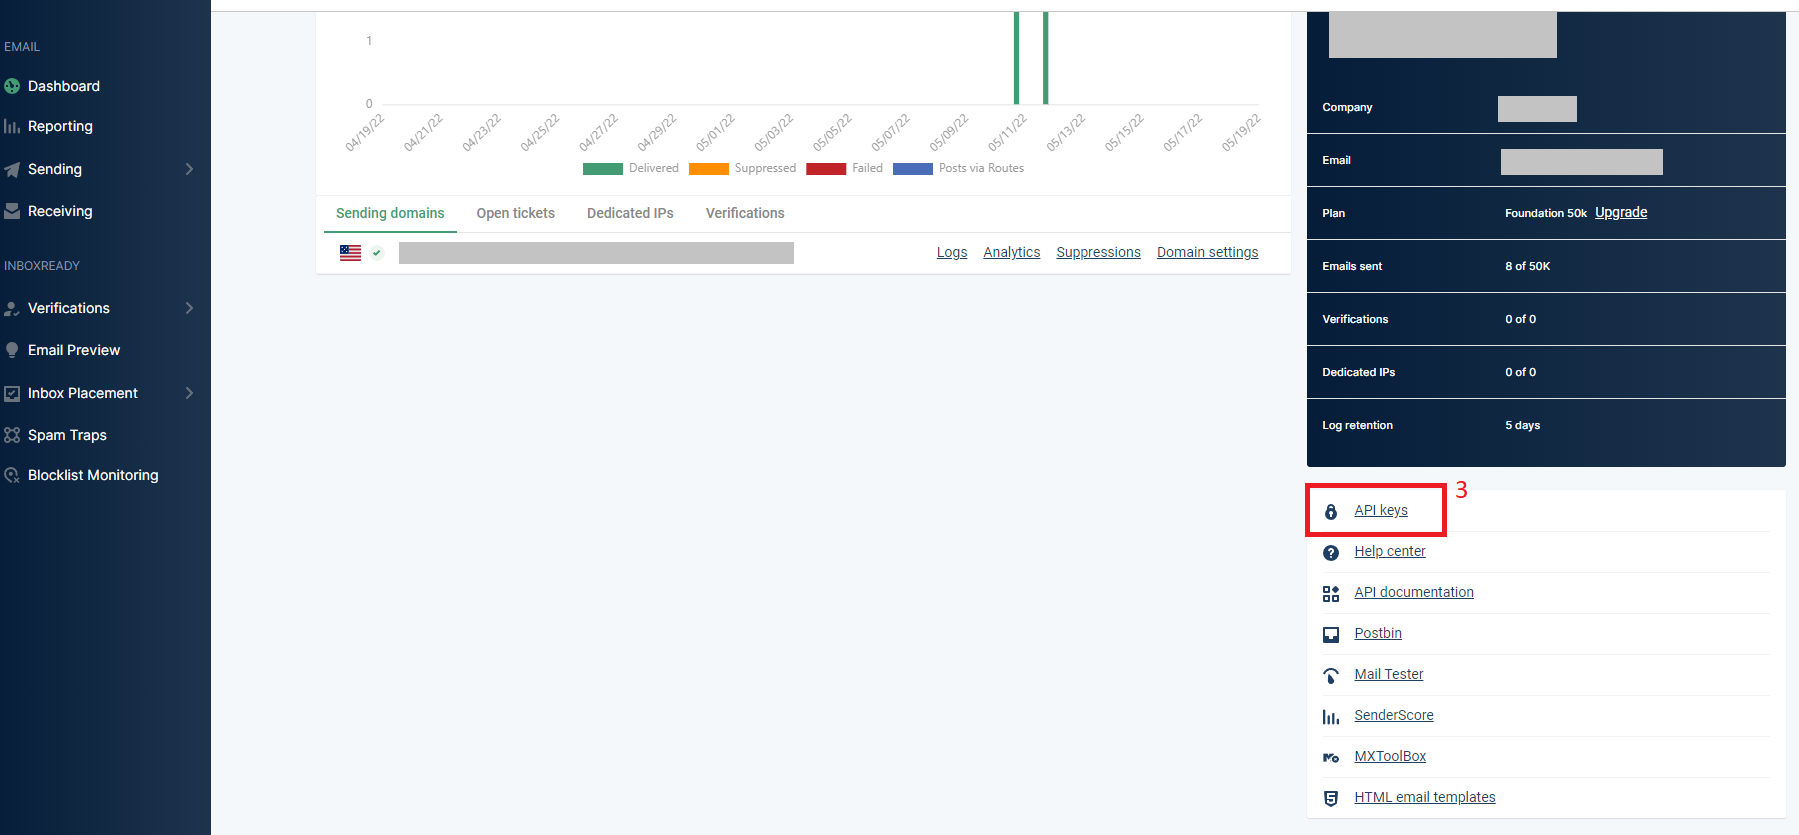 EMAIL
Dashboard
Reporting
Sending
Receiving
INBOXREADY
Verifications
Email Preview
Inbox Placement
Spam Traps
Blocklist Monitoring
1
0
04/19/22 04/21/22 04/23/22 04/25/22 04/27/22 04/29/22 05/01/22 05/03/22 05/05/22 05/07/22 05/09/22 05/11/22 05/13/22 05/15/22 05/17/22 05/19/22
Delivered Suppressed Failed Posts via Routes
Sending domains Open tickets Dedicated IPs Verifications
Logs Analytics Suppressions Domain settings
Company
Email
Plan Foundation 50k Upgrade
Emails sent 8 of 50K
Verifications 0 of 0
Dedicated IPs 0 of 0
Log retention 5 days
3
API keys
Help center
API documentation
Postbin
Mail Tester
SenderScore
MXToolBox
HTML email templates